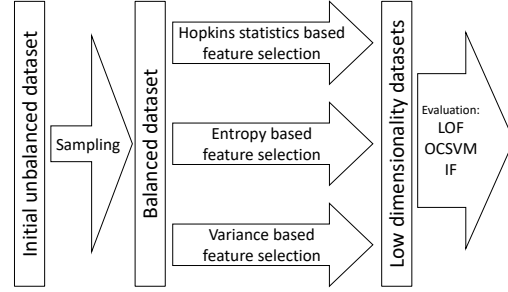 Initial unbalanced dataset
Sampling
Balanced dataset
Hopkins statistics based
feature selection
Entropy based
feature selection
Variance based
feature selection
Low dimensionality datasets
Evaluation:
LOF
OCSVM
IF